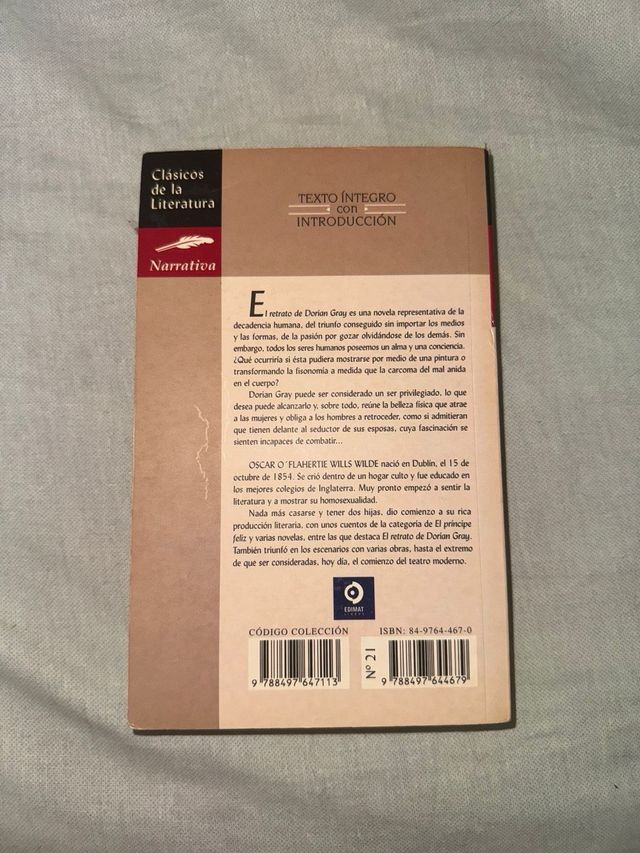 Clásicos
de la
Literatura
Narrativa
TEXTO ÍNTEGRO
con
INTRODUCCIÓN
El retrato de Dorian Gray es una novela representativa de la
decadencia humana, del triunfo conseguido sin importar los medios
y las formas, de la pasión por gozar olvidándose de los demás. Sin
embargo, todos los seres humanos poseemos un alma y una conciencia.
¿Qué ocurriría si ésta pudiera mostrarse por medio de una pintura o
transformando la fisonomía a medida que la carcoma del mal anida
en el cuerpo?
Dorian Gray puede ser considerado un ser privilegiado, lo que
desea puede alcanzarlo y, sobre todo, reúne la belleza física que atrae
a las mujeres y obliga a los hombres a retroceder, como si admitieran
que tienen delante al seductor de sus esposas, cuya fascinación se
sienten incapaces de combatir...
OSCAR O´FLAHERTIE WILLS WILDE nació en Dublín, el 15 de
octubre de 1854. Se crió dentro de un hogar culto y fue educado en
los mejores colegios de Inglaterra. Muy pronto empezó a sentir la
literatura y a mostrar su homosexualidad.
Nada más casarse y tener dos hijas, dio comienzo a su rica
producción literaria, con unos cuentos de la categoría de El príncipe
feliz y varias novelas, entre las que destaca El retrato de Dorian Gray.
También triunfó en los escenarios con varias obras, hasta el extremo
de que ser consideradas, hoy día, el comienzo del teatro moderno.
EDIMAT
LIBROS
CÓDIGO COLECCIÓN
ISBN: 84-9764-467-0
Nº 21
9 788497 647113
9 788497 644679